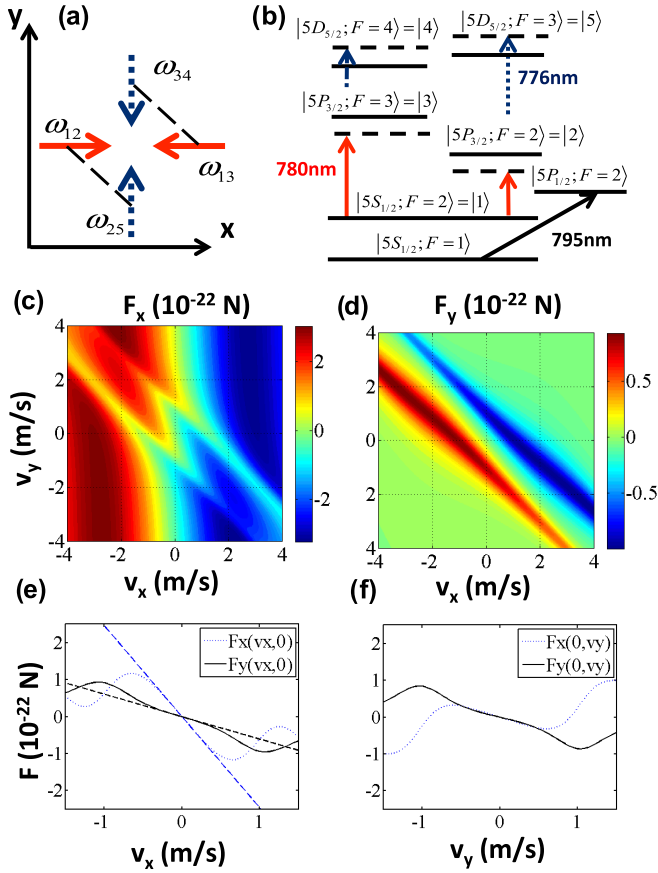 (a)
y
ω34
ω12
ω13
ω25
x
(b)
|5D5/2; F = 4⟩=|4⟩
|5D5/2; F = 3⟩=|5⟩
776nm
|5P3/2; F = 3⟩=|3⟩
|5P3/2; F = 2⟩=|2⟩
780nm
|5P1/2; F = 2⟩
|5S1/2; F = 2⟩=|1⟩
|5S1/2; F = 1⟩
795nm
(c)
Fx (10-22 N)
4
2
0
-2
-4
-4 -2 0 2 4
vy (m/s)
vx (m/s)
2
0
-2
(d)
Fy (10-22 N)
4
2
0
2
4
-4 -2 0 2 4
vx (m/s)
0.5
0
-0.5
(e)
Fx(vx,0)
Fy(vx,0)
2
1
0
-1
-2
-1 0 1
F (10-22 N)
vx (m/s)
(f)
Fx(0,vy)
Fy(0,vy)
2
1
0
-1
-2
-1 0 1
vy (m/s)